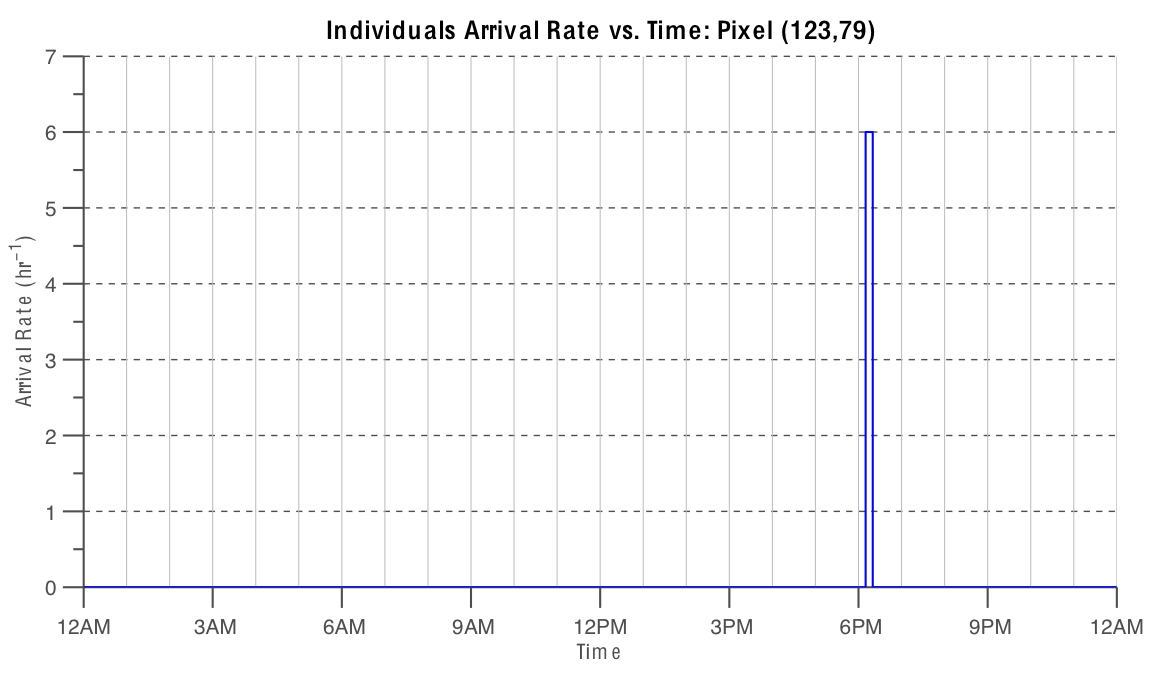 Individuals Arrival Rate vs. Time: Pixel (123,79)
7
6
5
4
3
2
1
0
Arrival Rate (hr⁻¹)
12AM 3AM 6AM 9AM 12PM 3PM 6PM 9PM 12AM
Time